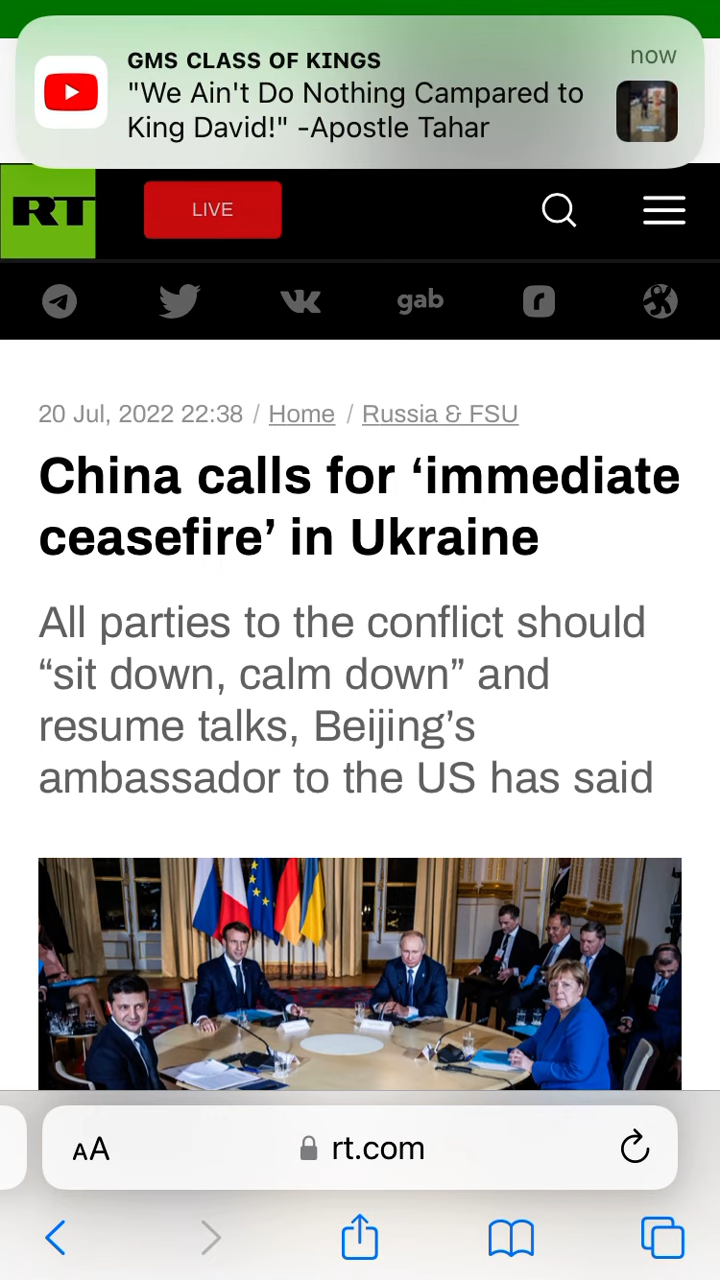 GMS CLASS OF KINGS
now
"We Ain't Do Nothing Campared to
King David!" -Apostle Tahar
RT
LIVE
gab
20 Jul, 2022 22:38 / Home / Russia & FSU
China calls for ‘immediate
ceasefire’ in Ukraine
All parties to the conflict should
“sit down, calm down” and
resume talks, Beijing’s
ambassador to the US has said
AA
rt.com